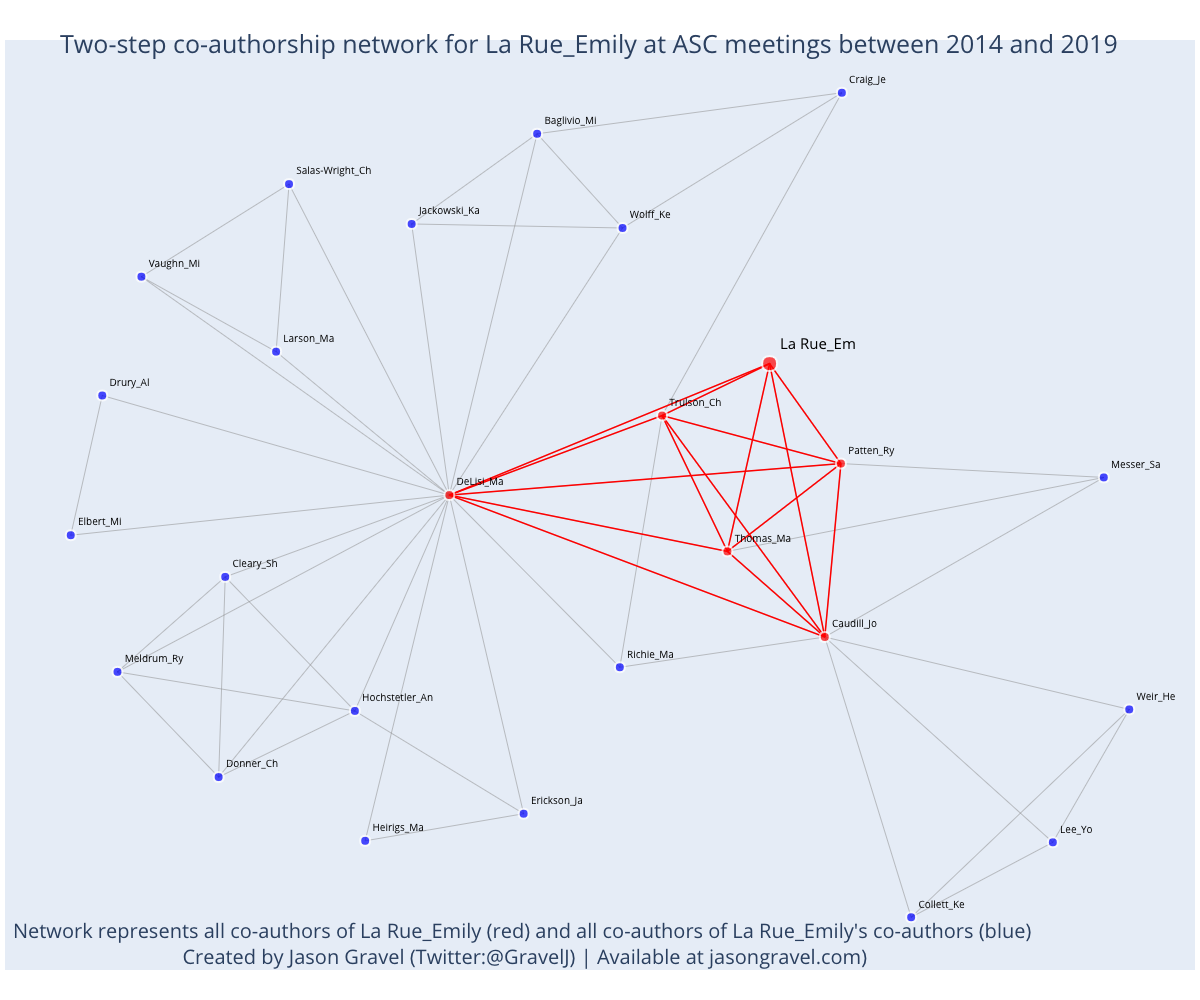 Two-step co-authorship network for La Rue_Emily at ASC meetings between 2014 and 2019
Craig_Je
Baglivio_Mi
Salas-Wright_Ch
Jackowski_Ka
Wolff_Ke
Vaughn_Mi
Larson_Ma
La Rue_Em
Drury_Al
Trulson_Ch
Patten_Ry
Messer_Sa
DeLisi_Ma
Elbert_Mi
Thomas_Ma
Cleary_Sh
Caudill_Jo
Richie_Ma
Meldrum_Ry
Hochstetler_An
Weir_He
Donner_Ch
Erickson_Ja
Heirigs_Ma
Lee_Yo
Collett_Ke
Network represents all co-authors of La Rue_Emily (red) and all co-authors of La Rue_Emily's co-authors (blue)
Created by Jason Gravel (Twitter:@GravelJ) | Available at jasongravel.com)